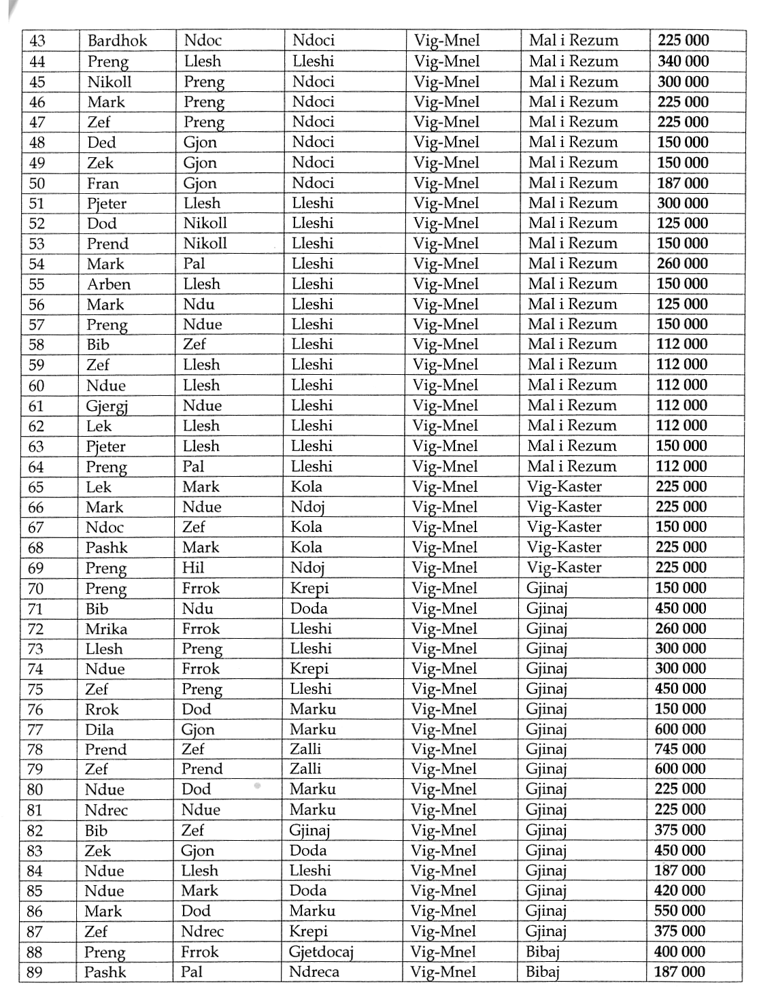 43 Bardhok Ndoc Ndoci Vig-Mnel Mal i Rezum 225 000
44 Preng Llesh Lleshi Vig-Mnel Mal i Rezum 340 000
45 Nikoll Preng Ndoci Vig-Mnel Mal i Rezum 300 000
46 Mark Preng Ndoci Vig-Mnel Mal i Rezum 225 000
47 Zef Preng Ndoci Vig-Mnel Mal i Rezum 225 000
48 Ded Gjon Ndoci Vig-Mnel Mal i Rezum 150 000
49 Zek Gjon Ndoci Vig-Mnel Mal i Rezum 150 000
50 Fran Gjon Ndoci Vig-Mnel Mal i Rezum 187 000
51 Pjeter Llesh Lleshi Vig-Mnel Mal i Rezum 300 000
52 Dod Nikoll Lleshi Vig-Mnel Mal i Rezum 125 000
53 Prend Nikoll Lleshi Vig-Mnel Mal i Rezum 150 000
54 Mark Pal Lleshi Vig-Mnel Mal i Rezum 260 000
55 Arben Llesh Lleshi Vig-Mnel Mal i Rezum 150 000
56 Mark Ndu Lleshi Vig-Mnel Mal i Rezum 125 000
57 Preng Ndue Lleshi Vig-Mnel Mal i Rezum 150 000
58 Bib Zef Lleshi Vig-Mnel Mal i Rezum 112 000
59 Zef Llesh Lleshi Vig-Mnel Mal i Rezum 112 000
60 Ndue Llesh Lleshi Vig-Mnel Mal i Rezum 112 000
61 Gjergj Ndue Lleshi Vig-Mnel Mal i Rezum 112 000
62 Lek Llesh Lleshi Vig-Mnel Mal i Rezum 112 000
63 Pjeter Llesh Lleshi Vig-Mnel Mal i Rezum 150 000
64 Preng Pal Lleshi Vig-Mnel Mal i Rezum 112 000
65 Lek Mark Kola Vig-Mnel Vig-Kaster 225 000
66 Mark Ndue Ndoj Vig-Mnel Vig-Kaster 225 000
67 Ndoc Zef Kola Vig-Mnel Vig-Kaster 150 000
68 Pashk Mark Kola Vig-Mnel Vig-Kaster 225 000
69 Preng Hil Ndoj Vig-Mnel Vig-Kaster 225 000
70 Preng Frrok Krepi Vig-Mnel Gjinaj 150 000
71 Bib Ndu Doda Vig-Mnel Gjinaj 450 000
72 Mrika Frrok Lleshi Vig-Mnel Gjinaj 260 000
73 Llesh Preng Lleshi Vig-Mnel Gjinaj 300 000
74 Ndue Frrok Krepi Vig-Mnel Gjinaj 300 000
75 Zef Preng Lleshi Vig-Mnel Gjinaj 450 000
76 Rrok Dod Marku Vig-Mnel Gjinaj 150 000
77 Dila Gjon Marku Vig-Mnel Gjinaj 600 000
78 Prend Zef Zalli Vig-Mnel Gjinaj 745 000
79 Zef Prend Zalli Vig-Mnel Gjinaj 600 000
80 Ndue Dod Marku Vig-Mnel Gjinaj 225 000
81 Ndrec Ndue Marku Vig-Mnel Gjinaj 225 000
82 Bib Zef Gjinaj Vig-Mnel Gjinaj 375 000
83 Zek Gjon Doda Vig-Mnel Gjinaj 450 000
84 Ndue Llesh Lleshi Vig-Mnel Gjinaj 187 000
85 Ndue Mark Doda Vig-Mnel Gjinaj 420 000
86 Mark Dod Marku Vig-Mnel Gjinaj 550 000
87 Zef Ndrec Krepi Vig-Mnel Gjinaj 375 000
88 Preng Frrok Gjetdocaj Vig-Mnel Bibaj 400 000
89 Pashk Pal Ndreca Vig-Mnel Bibaj 187 000